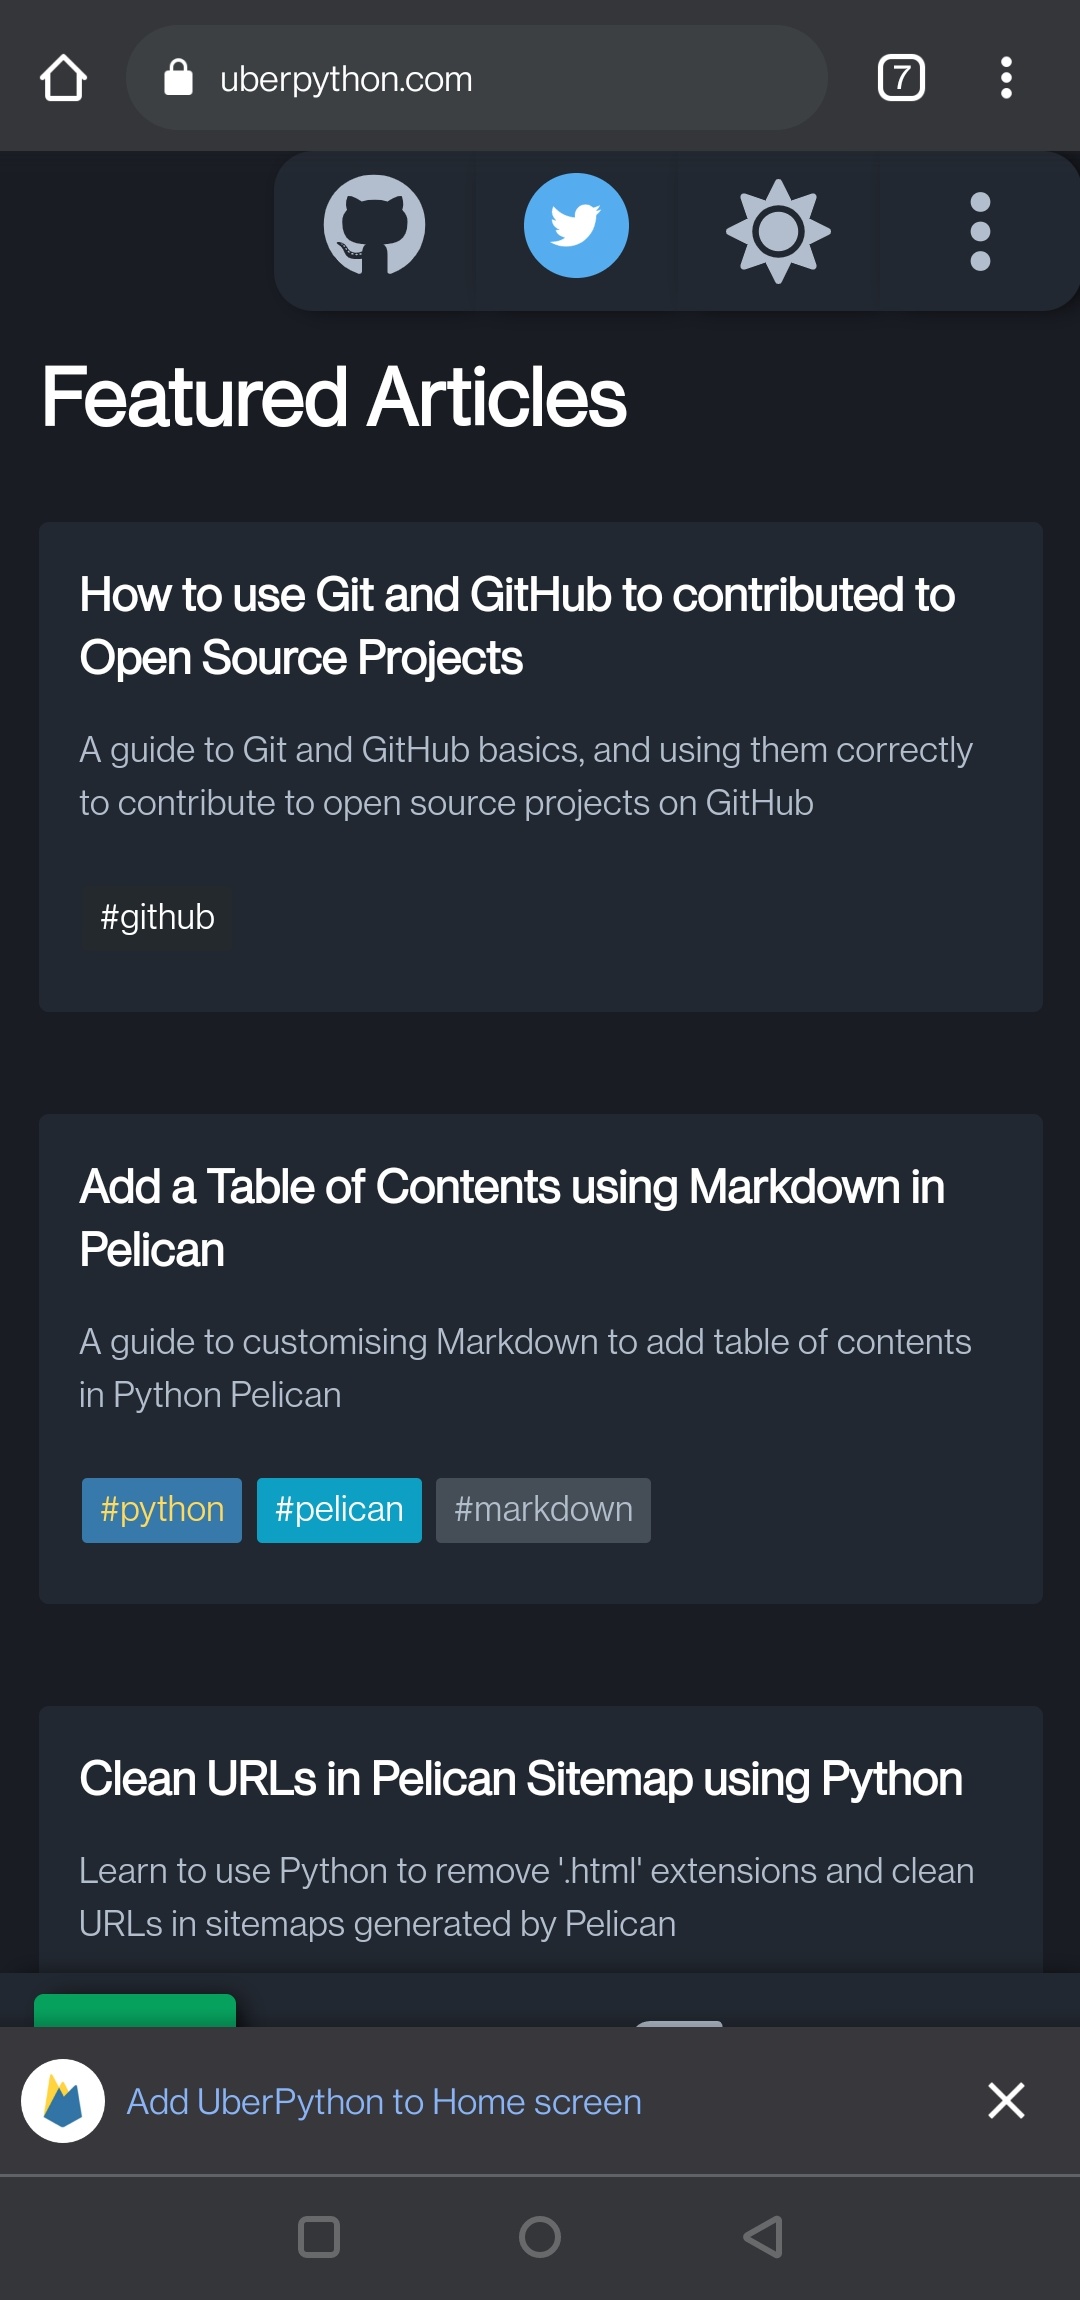 uberpython.com
7
Featured Articles
How to use Git and GitHub to contributed to
Open Source Projects
A guide to Git and GitHub basics, and using them correctly
to contribute to open source projects on GitHub
#github
Add a Table of Contents using Markdown in
Pelican
A guide to customising Markdown to add table of contents
in Python Pelican
#python #pelican #markdown
Clean URLs in Pelican Sitemap using Python
Learn to use Python to remove '.html' extensions and clean
URLs in sitemaps generated by Pelican
Add UberPython to Home screen